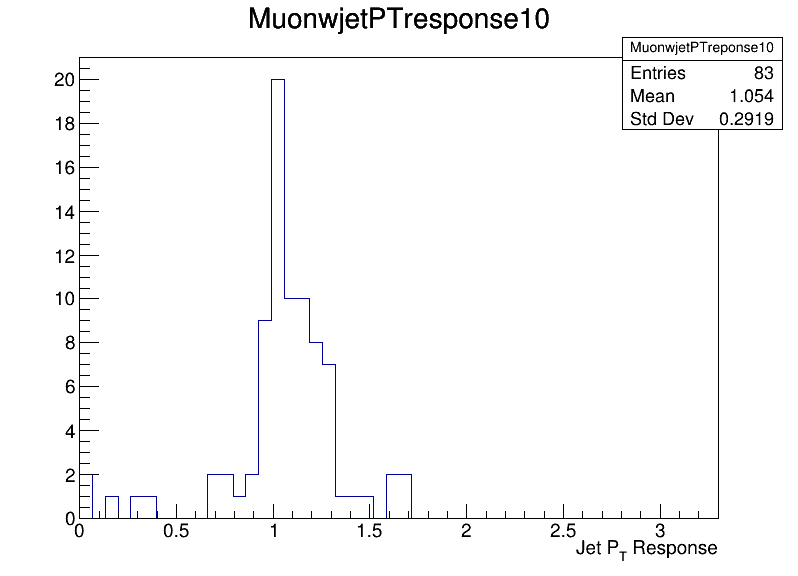 MuonwjetPTresponse10
MuonwjetPTreponse10
Entries 83
Mean 1.054
Std Dev 0.2919
20
18
16
14
12
10
8
6
4
2
0
0 0.5 1 1.5 2 2.5 3
Jet P_T Response